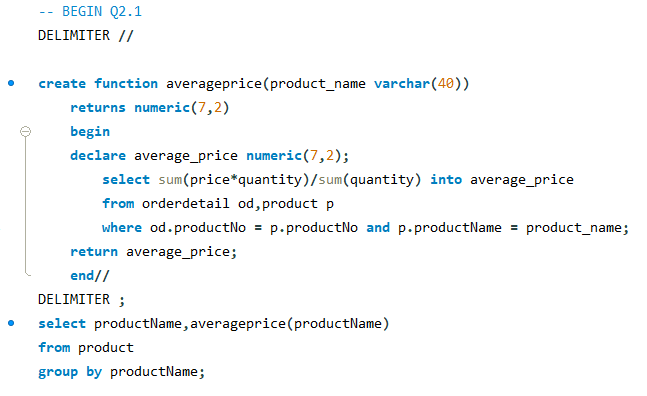 -- BEGIN Q2.1
DELIMITER //
create function averageprice(product_name varchar(40))
returns numeric(7,2)
begin
declare average_price numeric(7,2);
select sum(price*quantity)/sum(quantity) into average_price
from orderdetail od,product p
where od.productNo = p.productNo and p.productName = product_name;
return average_price;
end//
DELIMITER ;
select productName,averageprice(productName)
from product
group by productName;